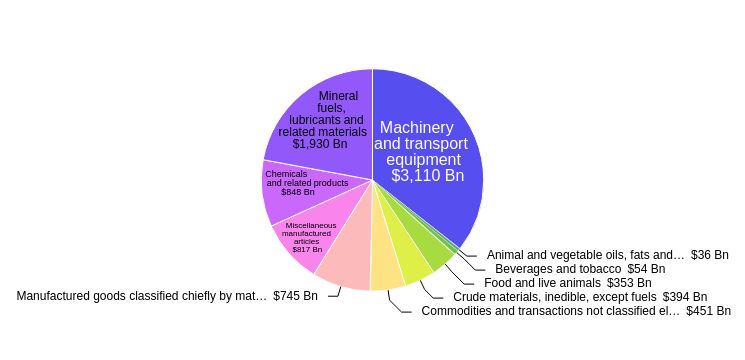 Mineral
fuels,
lubricants and
related materials
$1,930 Bn
Machinery
and transport
equipment
$3,110 Bn
Chemicals
and related products
$848 Bn
Miscellaneous
manufactured
articles
$817 Bn
Animal and vegetable oils, fats and… $36 Bn
Beverages and tobacco $54 Bn
Food and live animals $353 Bn
Manufactured goods classified chiefly by mat… $745 Bn
Crude materials, inedible, except fuels $394 Bn
Commodities and transactions not classified el… $451 Bn